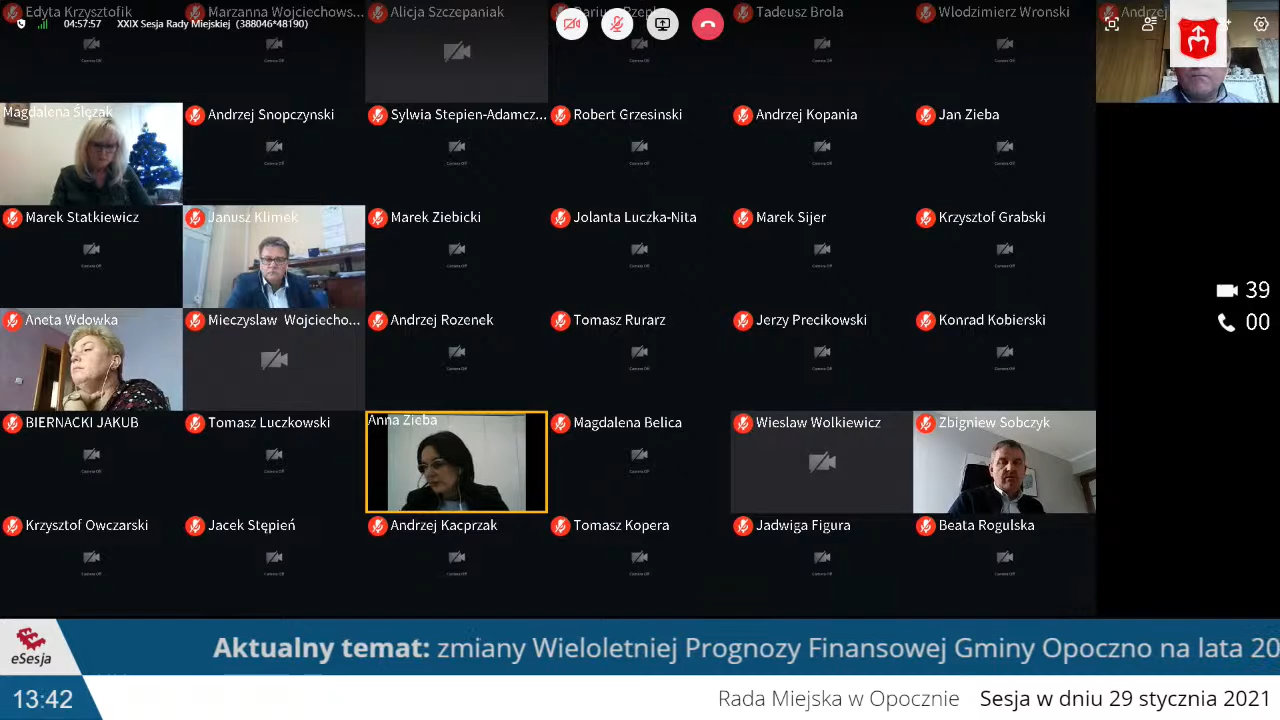 Edyta Krzysztofik
Marzanna Wojciechows...
Alicja Szczepaniak
Tadeusz Brola
Wlodzimierz Wronski
Andrzej
04:57:57
XXIX Sesja Rady Miejskiej (388046*48190)
Magdalena Ślęzak
Andrzej Snopczynski
Sylwia Stepien-Adamcz...
Robert Grzesinski
Andrzej Kopania
Jan Zieba
Marek Statkiewicz
Janusz Klimek
Marek Ziebicki
Jolanta Luczka-Nita
Marek Sijer
Krzysztof Grabski
39
00
Aneta Wdowka
Mieczyslaw Wojciecho...
Andrzej Rozenek
Tomasz Rurarz
Jerzy Precikowski
Konrad Kobierski
BIERNACKI JAKUB
Tomasz Luczkowski
Anna Zieba
Magdalena Belica
Wieslaw Wolkiewicz
Zbigniew Sobczyk
Krzysztof Owczarski
Jacek Stępień
Andrzej Kacprzak
Tomasz Kopera
Jadwiga Figura
Beata Rogulska
eSesja
Aktualny temat: zmiany Wieloletniej Prognozy Finansowej Gminy Opoczno na lata 20
13:42
Rada Miejska w Opocznie Sesja w dniu 29 stycznia 2021